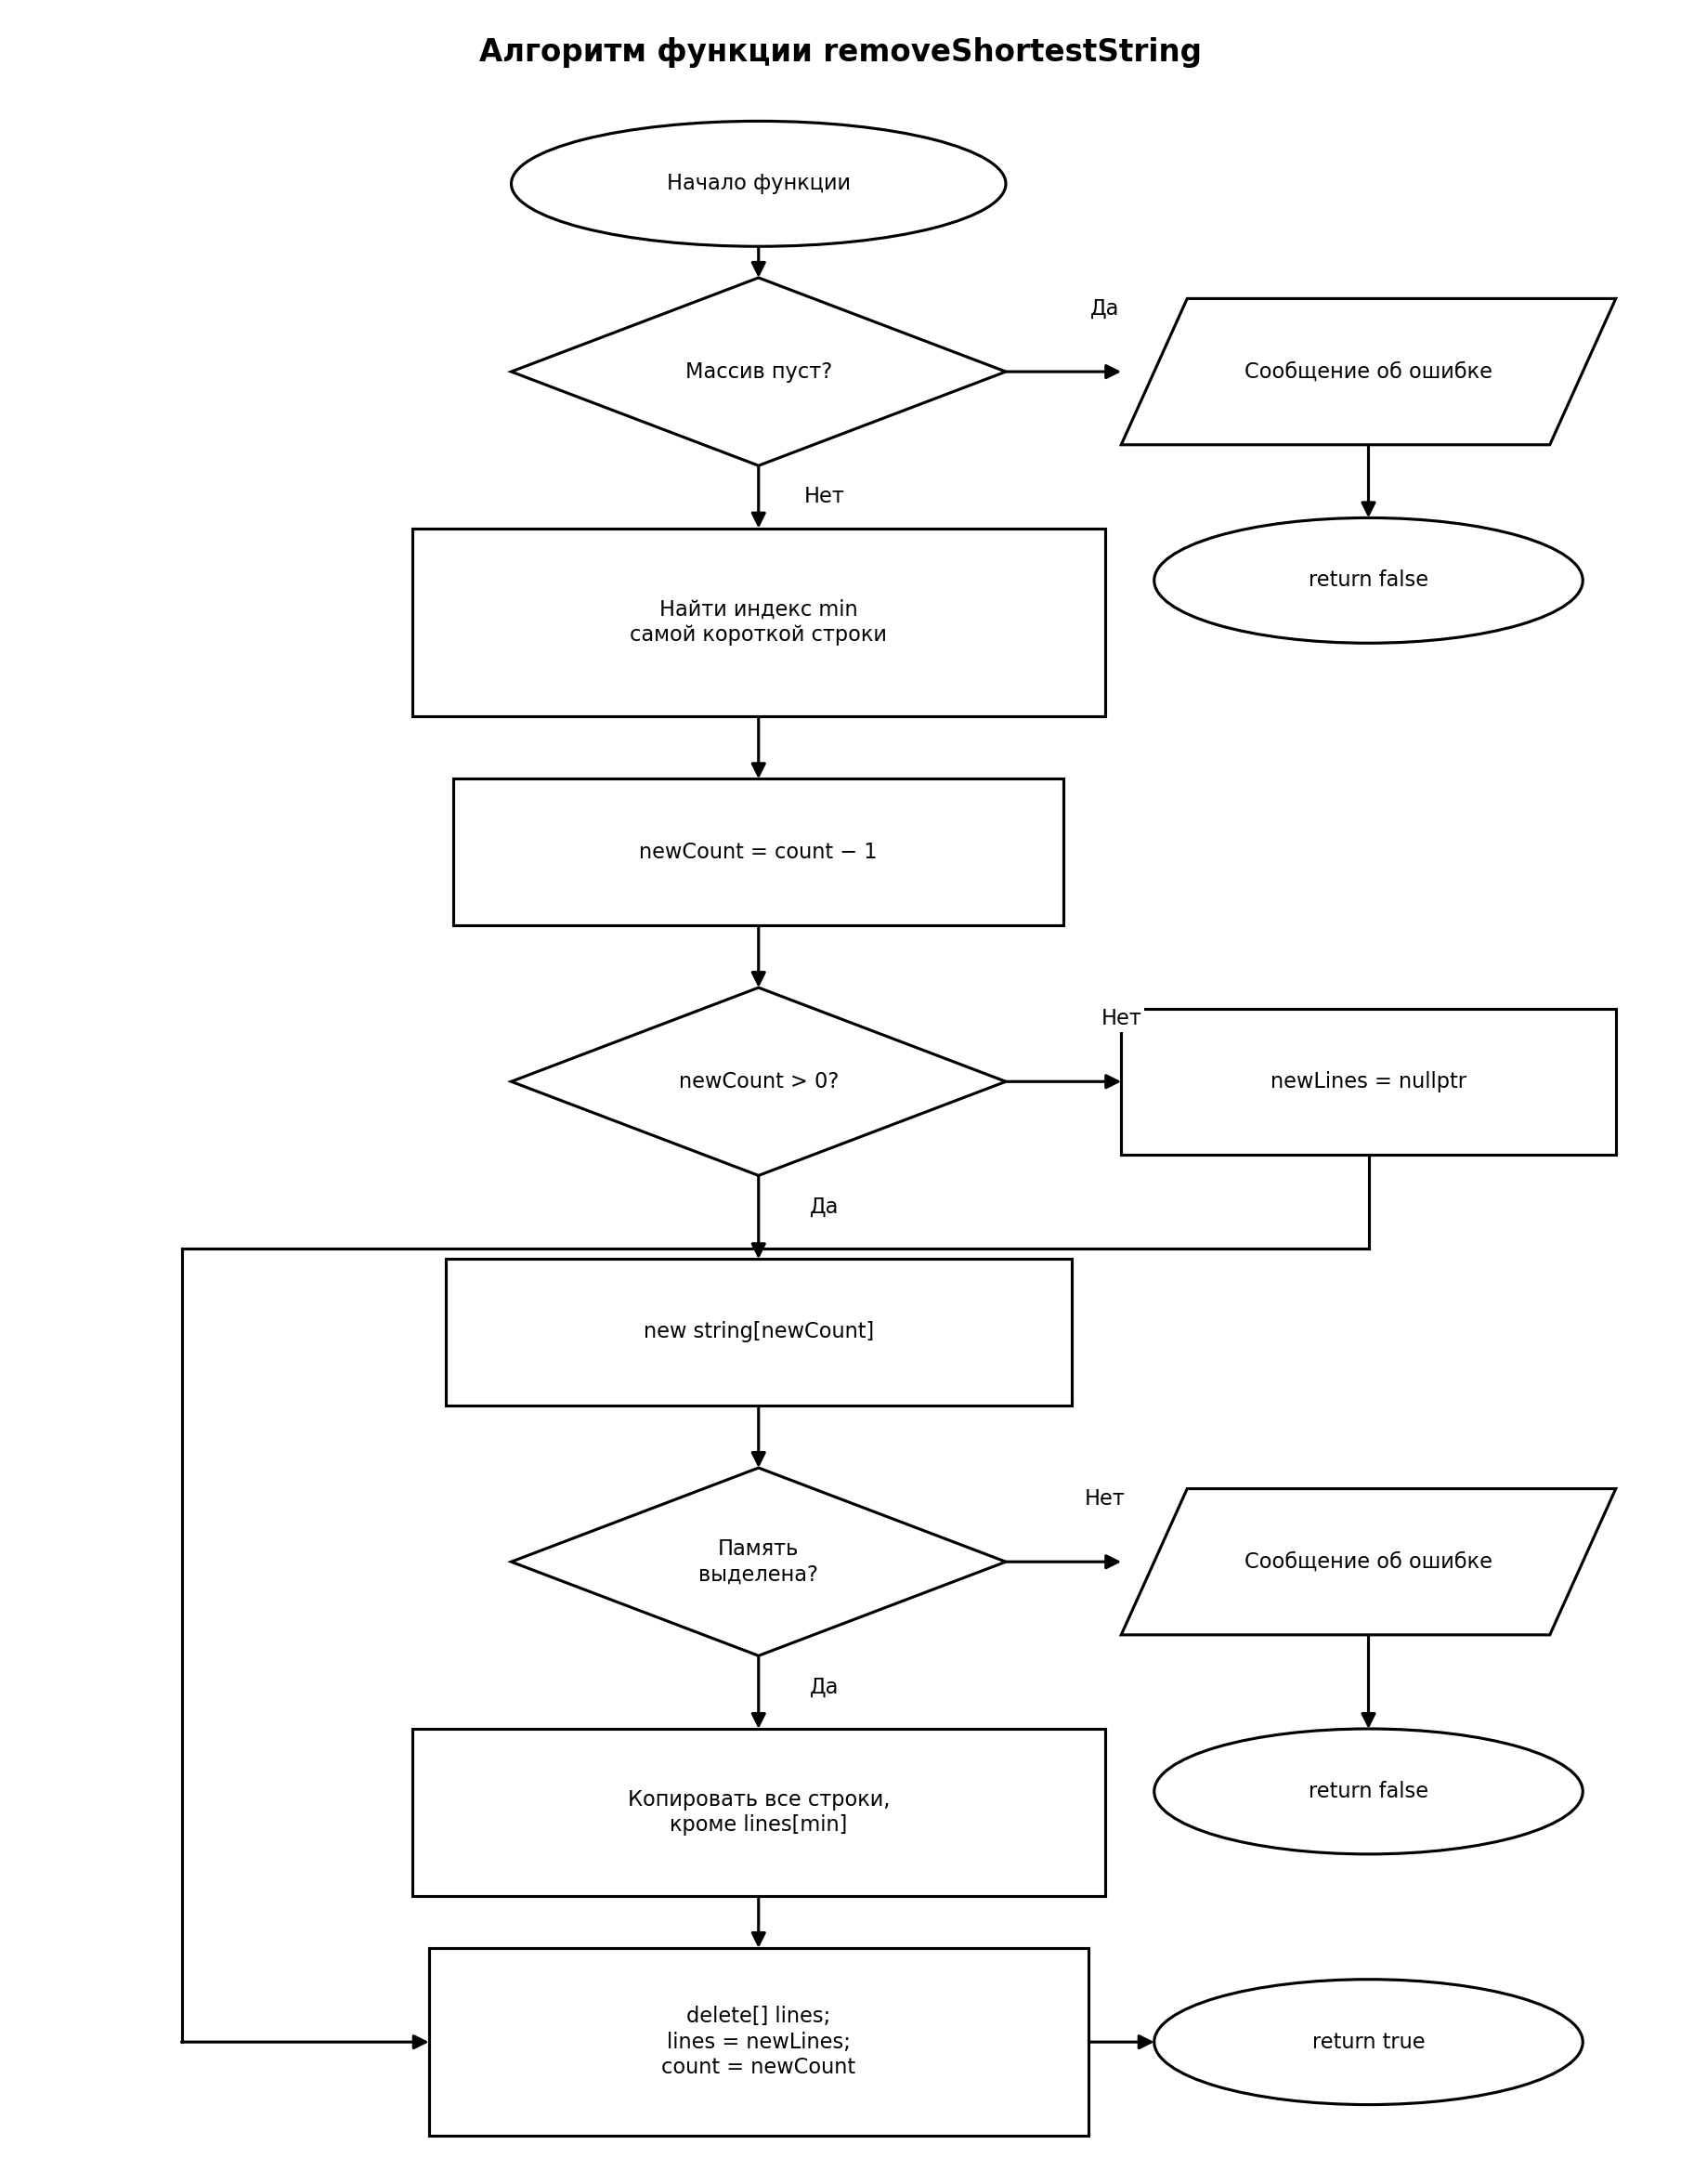 Алгоритм функции removeShortestString
Начало функции
Массив пуст?
Да
Сообщение об ошибке
Нет
return false
Найти индекс min
самой короткой строки
newCount = count − 1
newCount > 0?
Нет
newLines = nullptr
Да
new string[newCount]
Память
выделена?
Нет
Сообщение об ошибке
Да
return false
Копировать все строки,
кроме lines[min]
delete[] lines;
lines = newLines;
count = newCount
return true